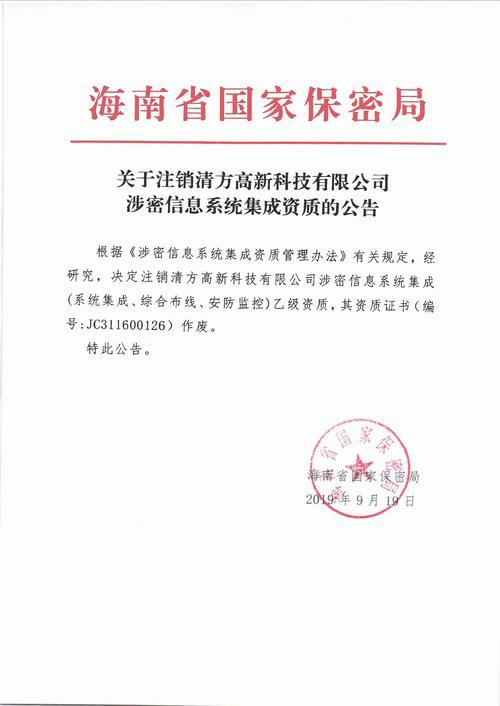 海南省国家保密局
关于注销清方高新科技有限公司
涉密信息系统集成资质的公告
根据《涉密信息系统集成资质管理办法》有关规定，经
研究，决定注销清方高新科技有限公司涉密信息系统集成
(系统集成、综合布线、安防监控)乙级资质，其资质证书（编
号:JC311600126）作废。
特此公告。
海南省国家保密局
海南省国家保密局
2019年9月19日